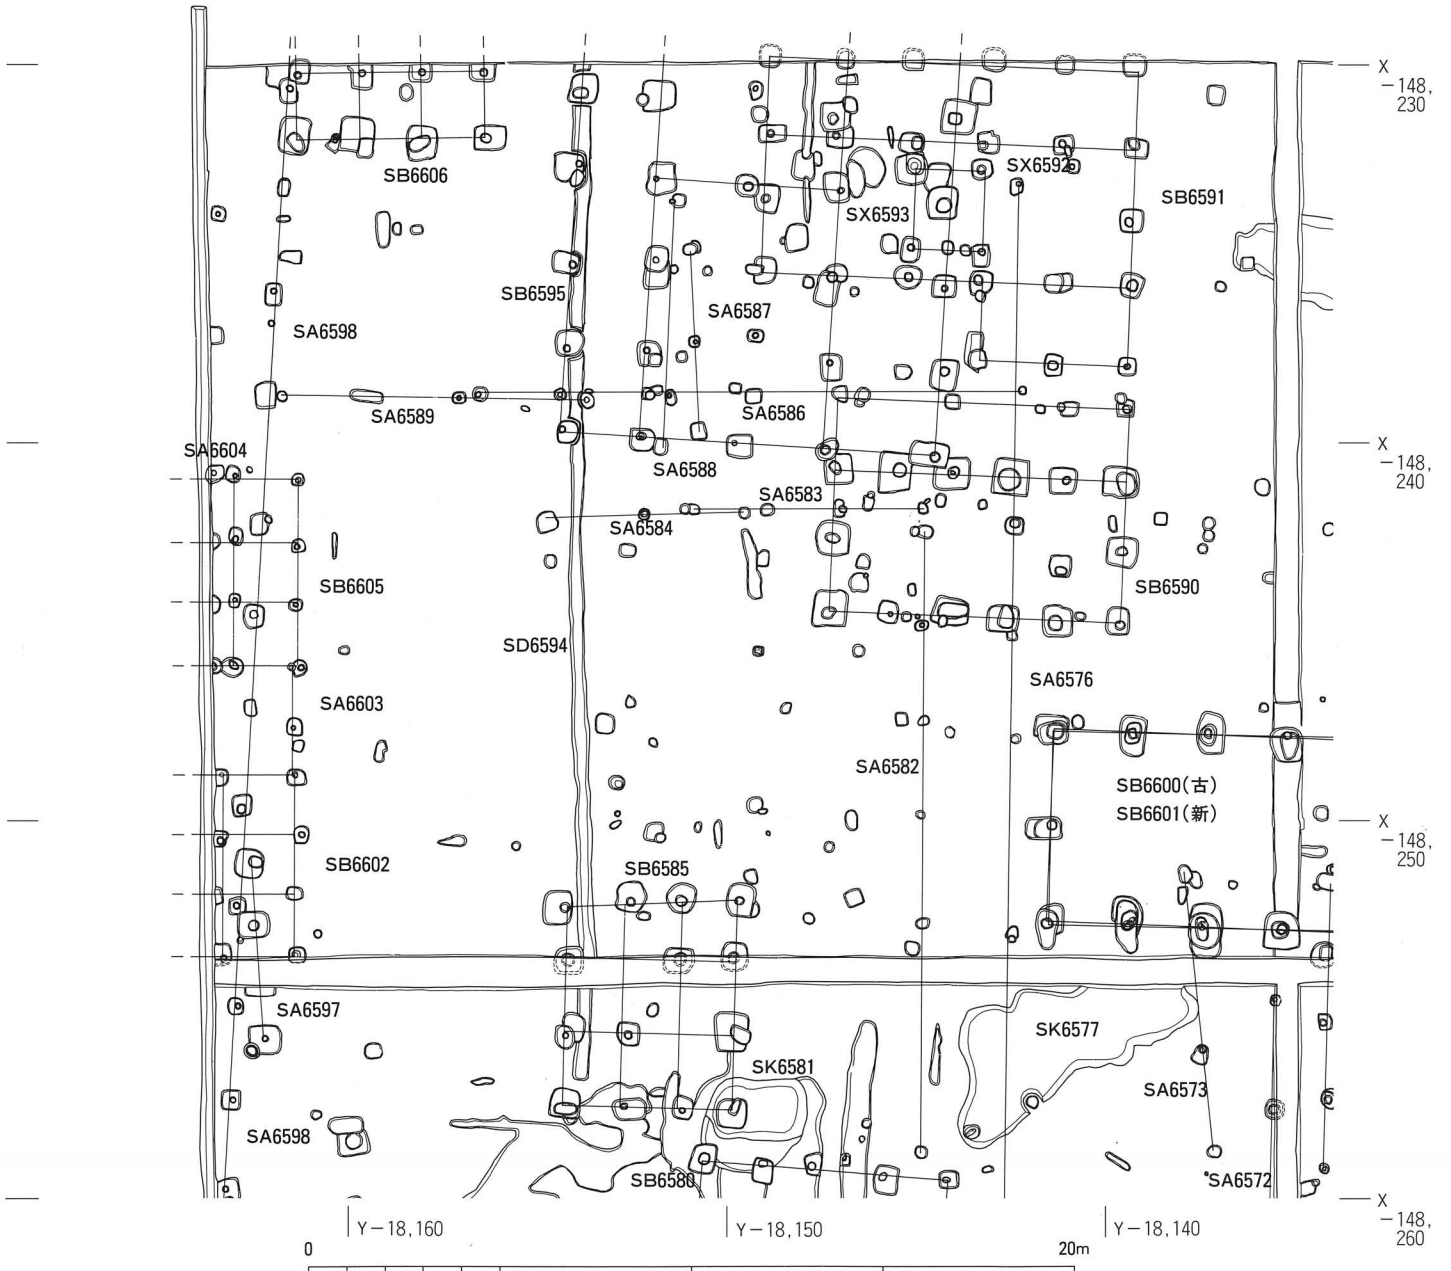 X
-148,
230
SB6606
SX6592
SB6591
SX6593
SB6595
SA6587
SA6598
SA6589
SA6586
SA6604
SA6588
X
-148,
240
SA6583
SA6584
C
SB6605
SB6590
SD6594
SA6603
SA6576
SA6582
SB6600(古)
SB6601(新)
X
-148,
250
SB6602
SB6585
SA6597
SK6577
SK6581
SA6573
SA6598
SB6580
SA6572
X
-148,
260
Y-18,160
Y-18,150
Y-18,140
0
20m